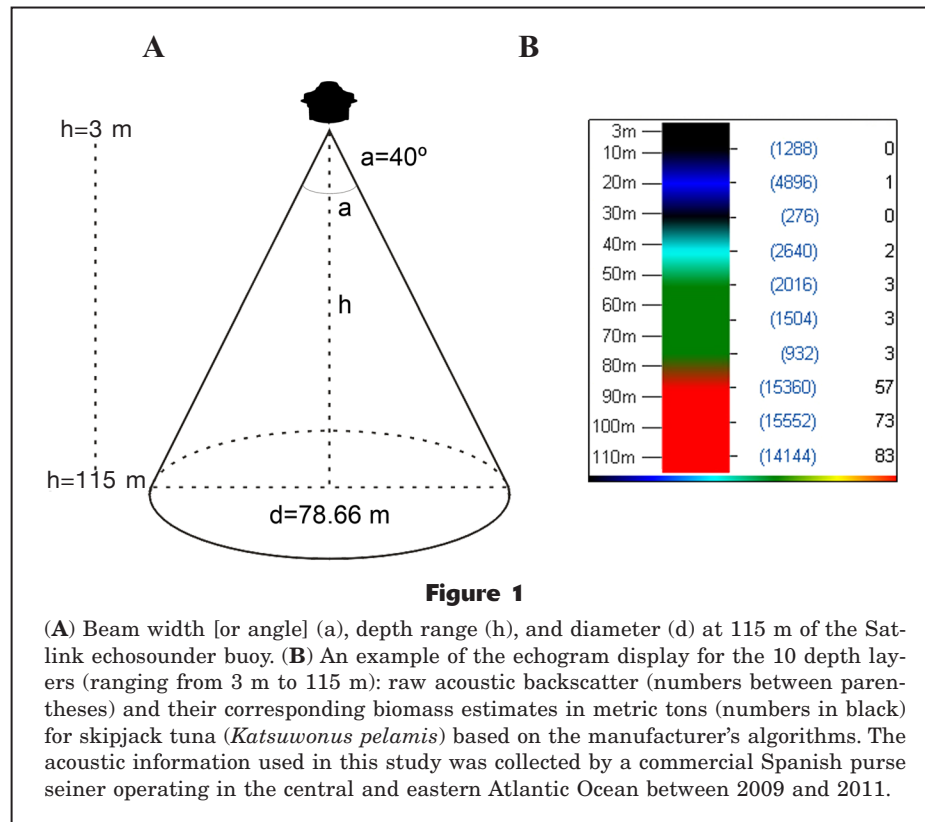 A
B
h=3 m
a=40º
a
h
h=115 m
d=78.66 m
3m
10m
20m
30m
40m
50m
60m
70m
80m
90m
100m
110m
(1288) 0
(4896) 1
(276) 0
(2640) 2
(2016) 3
(1504) 3
(932) 3
(15360) 57
(15552) 73
(14144) 83
Figure 1
(A) Beam width [or angle] (a), depth range (h), and diameter (d) at 115 m of the Sat-
link echosounder buoy. (B) An example of the echogram display for the 10 depth lay-
ers (ranging from 3 m to 115 m): raw acoustic backscatter (numbers between paren-
theses) and their corresponding biomass estimates in metric tons (numbers in black)
for skipjack tuna (Katsuwonus pelamis) based on the manufacturer's algorithms. The
acoustic information used in this study was collected by a commercial Spanish purse
seiner operating in the central and eastern Atlantic Ocean between 2009 and 2011.